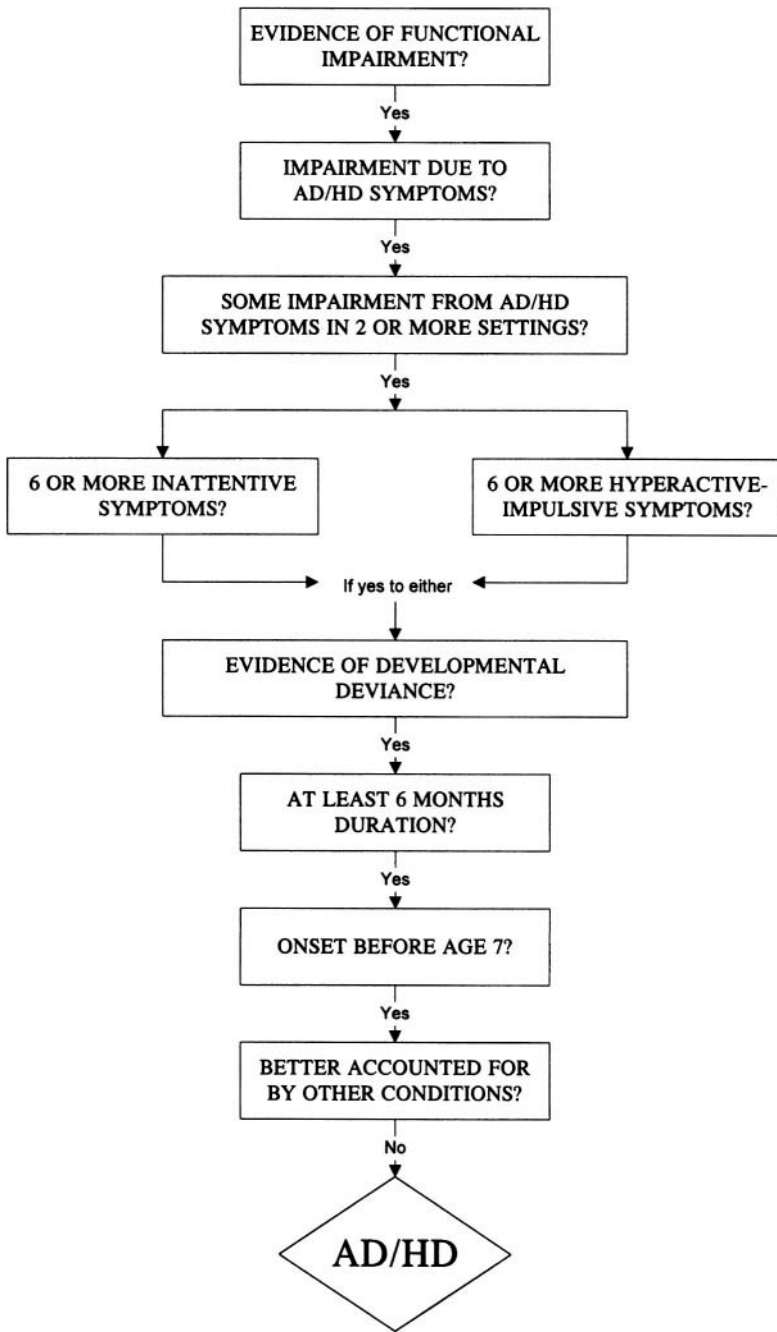 EVIDENCE OF FUNCTIONAL
IMPAIRMENT?
Yes
IMPAIRMENT DUE TO
AD/HD SYMPTOMS?
Yes
SOME IMPAIRMENT FROM AD/HD
SYMPTOMS IN 2 OR MORE SETTINGS?
Yes
6 OR MORE INATTENTIVE
SYMPTOMS?
6 OR MORE HYPERACTIVE-
IMPULSIVE SYMPTOMS?
If yes to either
EVIDENCE OF DEVELOPMENTAL
DEVIANCE?
Yes
AT LEAST 6 MONTHS
DURATION?
Yes
ONSET BEFORE AGE 7?
Yes
BETTER ACCOUNTED FOR
BY OTHER CONDITIONS?
No
AD/HD